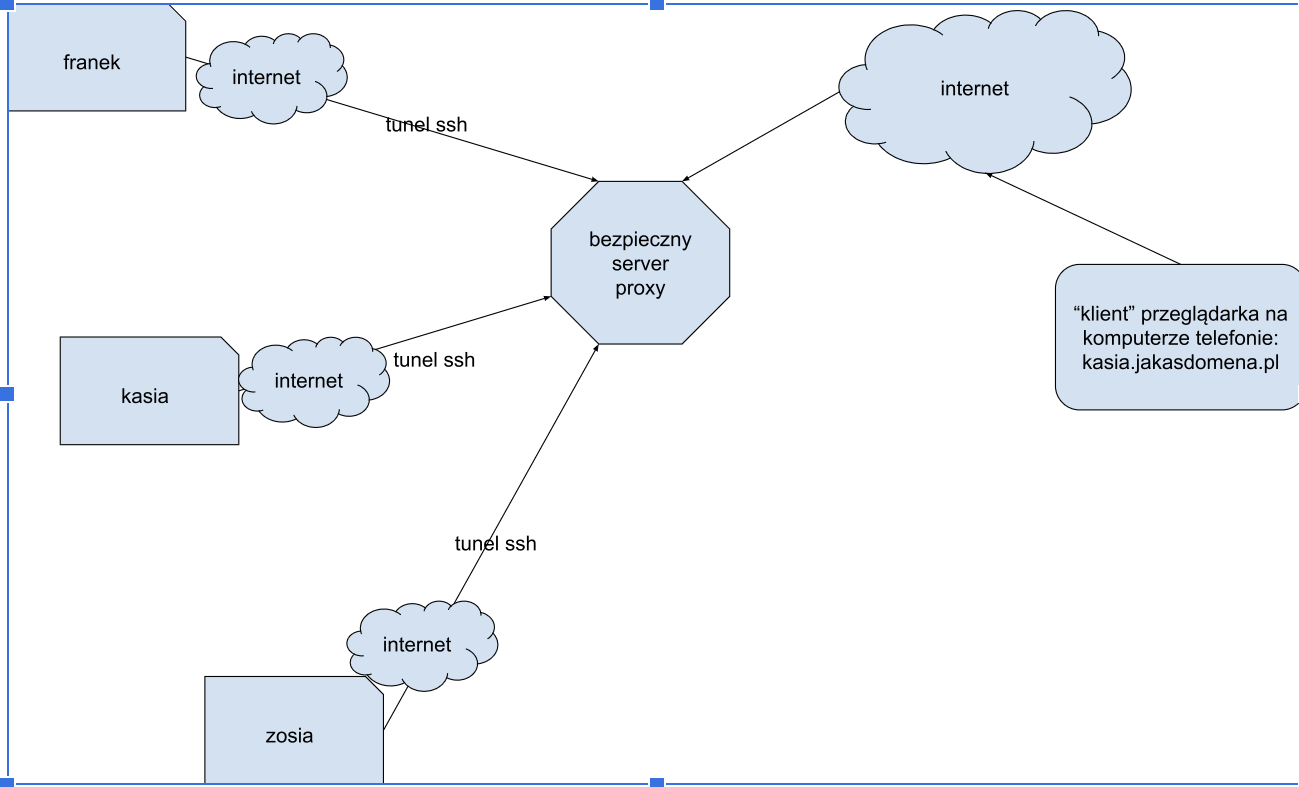 franek
internet
tunel ssh
internet
bezpieczny
server
proxy
“klient” przeglądarka na
komputerze telefonie:
kasia.jakasdomena.pl
kasia
internet
tunel ssh
tunel ssh
internet
zosia